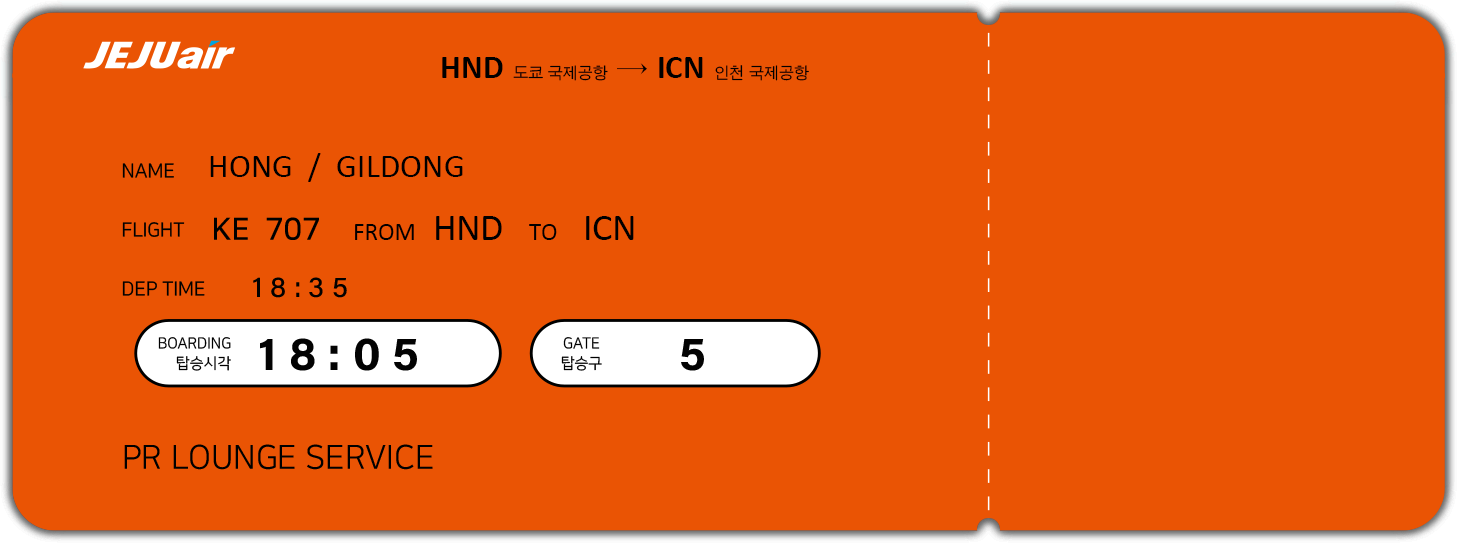 JEJUair
HND 도쿄 국제공항 → ICN 인천 국제공항
NAME HONG / GILDONG
FLIGHT KE 707 FROM HND TO ICN
DEP TIME 18:35
BOARDING 탑승시각 18:05 GATE 탑승구 5
PR LOUNGE SERVICE